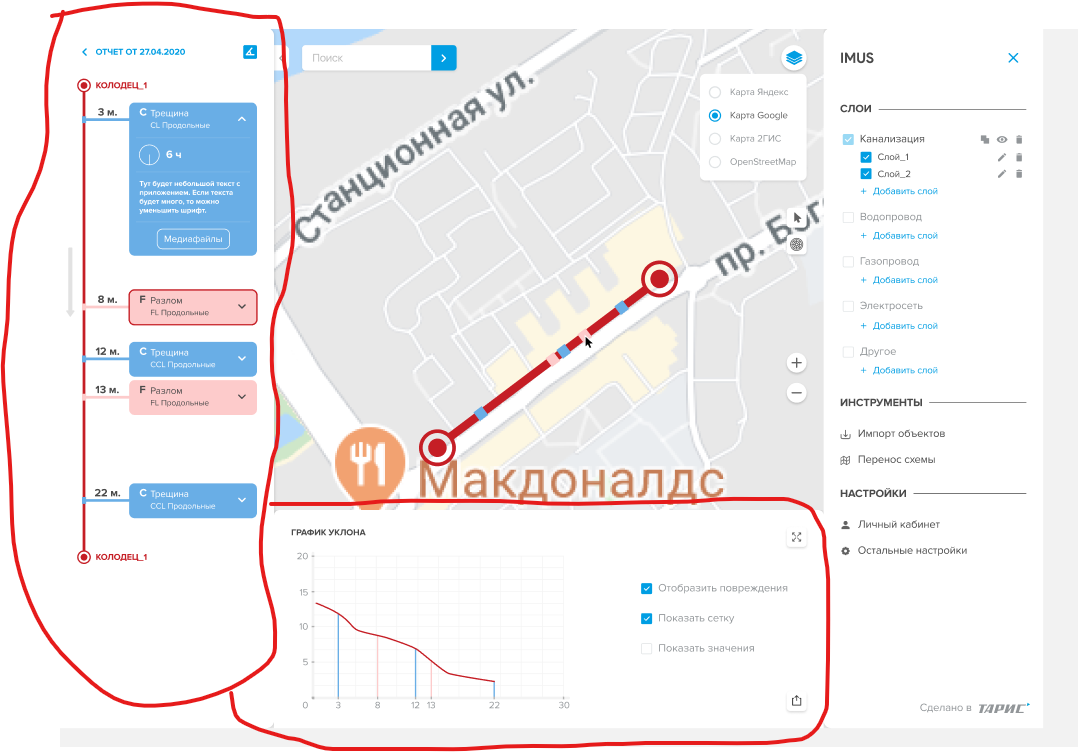 ОТЧЕТ ОТ 27.04.2020
КОЛОДЕЦ_1
3 м.
С Трещина
CL Продольные
6 ч
Тут будет небольшой текст с
приложением. Если текста
будет много, то можно
уменьшить шрифт.
Медиафайлы
8 м.
F Разлом
FL Продольные
12 м.
С Трещина
CCL Продольные
13 м.
F Разлом
FL Продольные
22 м.
С Трещина
CCL Продольные
КОЛОДЕЦ_1
Поиск
Станционная ул.
пр. Бог
Макдоналдс
Карта Яндекс
Карта Google
Карта 2ГИС
OpenStreetMap
ГРАФИК УКЛОНА
20
15
10
5
0
3
8
12
13
22
30
Отобразить повреждения
Показать сетку
Показать значения
IMUS
СЛОИ
Канализация
Слой_1
Слой_2
+ Добавить слой
Водопровод
+ Добавить слой
Газопровод
+ Добавить слой
Электросеть
+ Добавить слой
Другое
+ Добавить слой
ИНСТРУМЕНТЫ
Импорт объектов
Перенос схемы
НАСТРОЙКИ
Личный кабинет
Остальные настройки
Сделано в ТАРИС